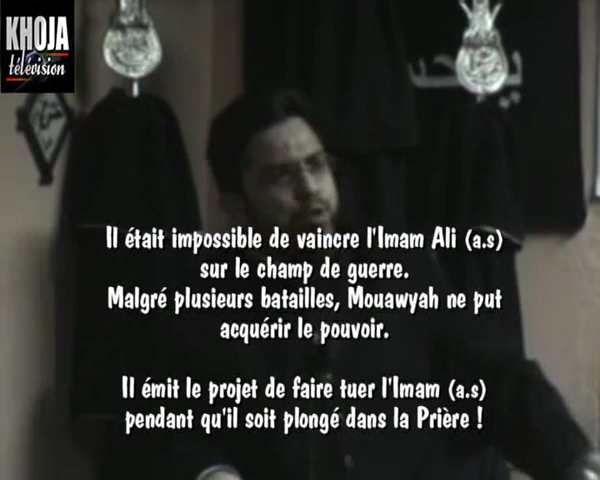 KHOJA
télévision
Il était impossible de vaincre l'Imam Ali (a.s)
sur le champ de guerre.
Malgré plusieurs batailles, Mouawyah ne put
acquérir le pouvoir.
Il émit le projet de faire tuer l'Imam (a.s)
pendant qu'il soit plongé dans la Prière !